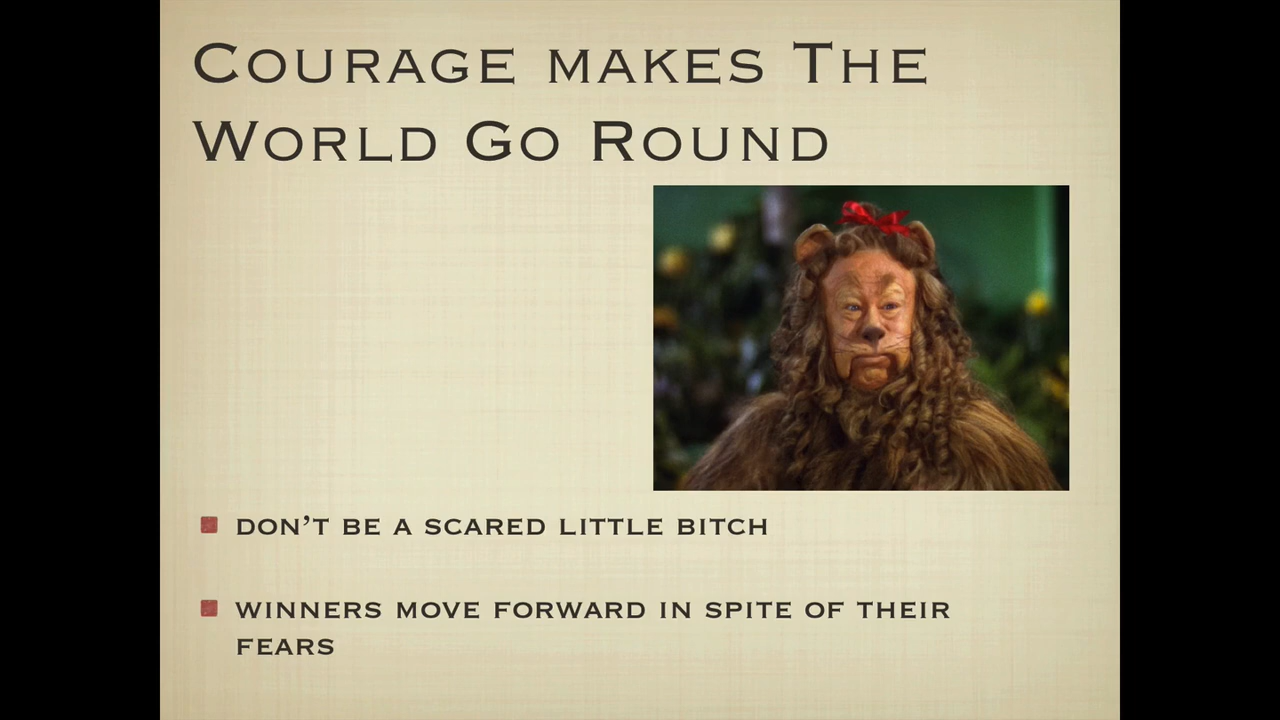 Courage makes The
World Go Round
don't be a scared little bitch
winners move forward in spite of their
fears